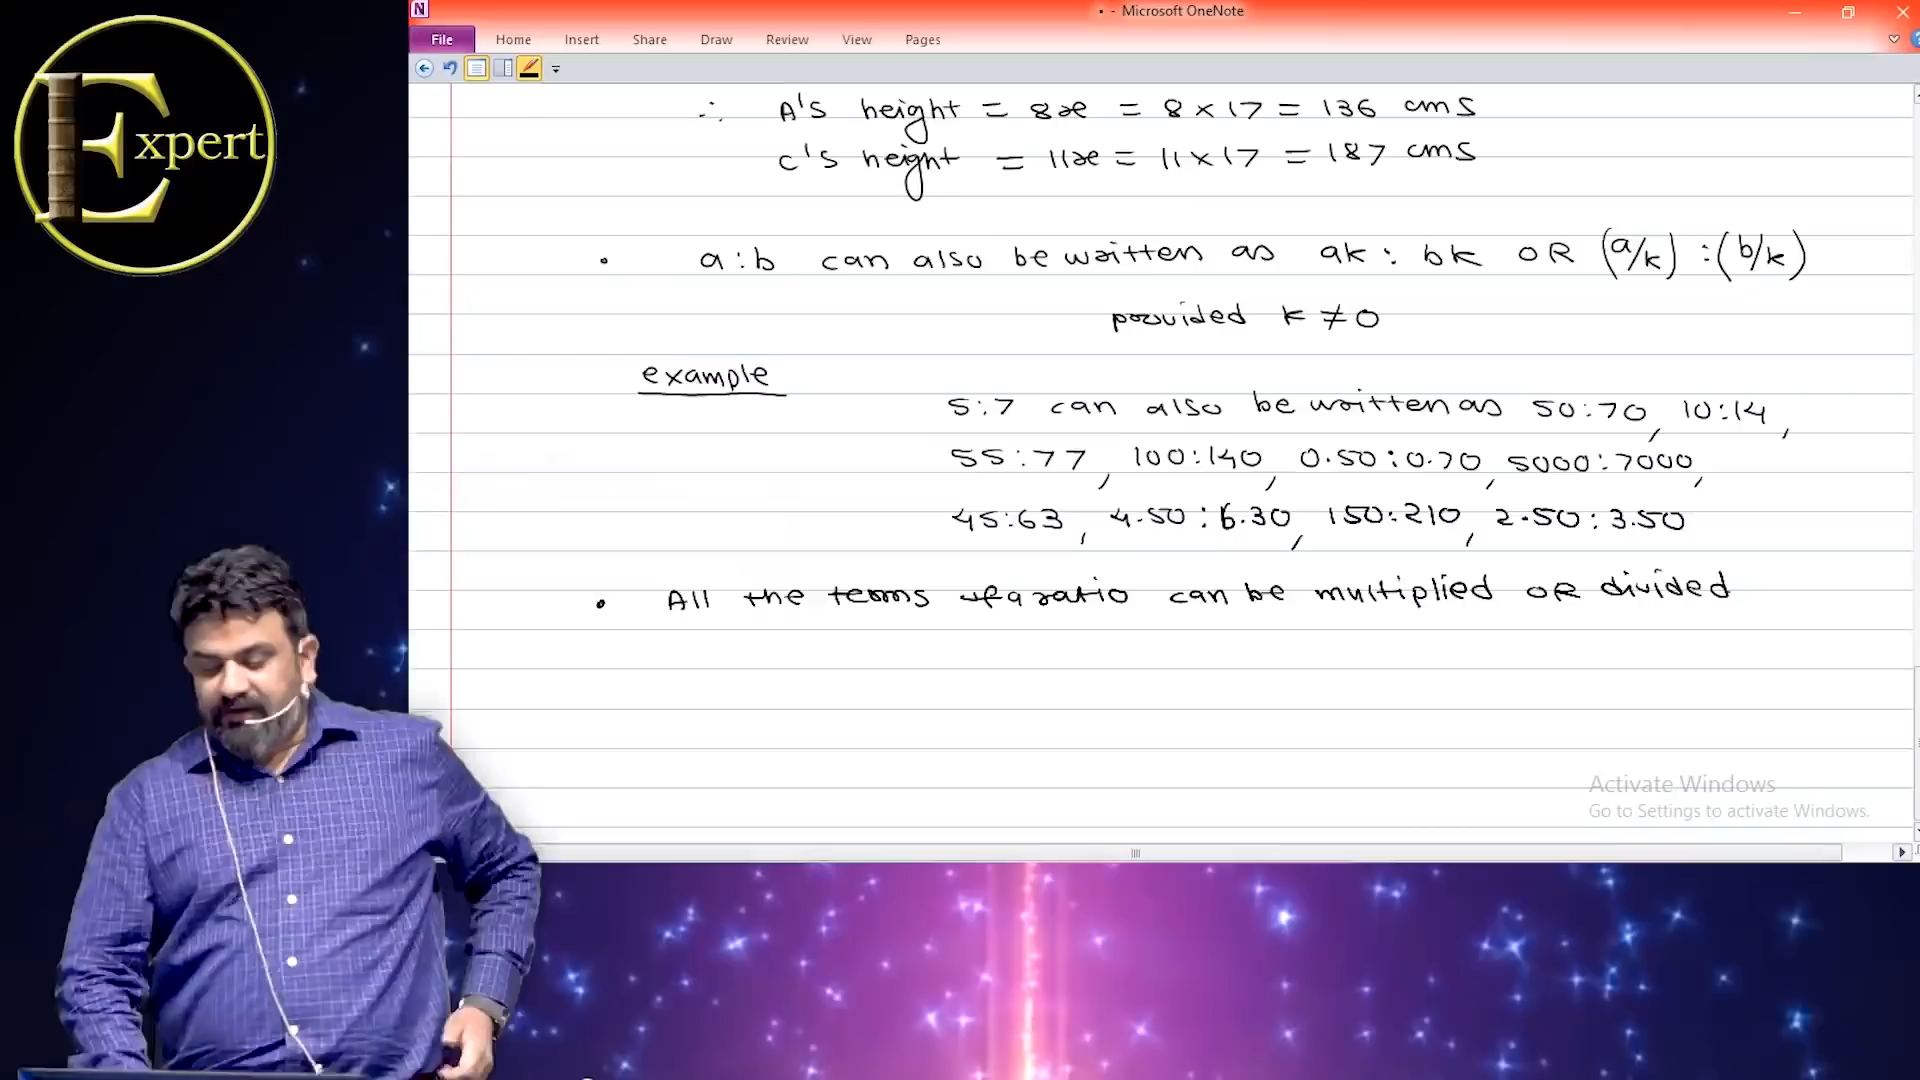 Expert
N
• - Microsoft OneNote
File Home Insert Share Draw Review View Pages
∴ A's height = 8x = 8 × 17 = 136 cms
C's height = 11x = 11 × 17 = 187 cms
• a : b can also be written as ak : bk OR (a/k) : (b/k)
provided k ≠ 0
example
5:7 can also be written as 50:70, 10:14,
55:77, 100:140, 0.50:0.70, 5000:7000,
45:63, 4.50:6.30, 150:210, 2.50:3.50
• All the terms of a ratio can be multiplied OR divided
Activate Windows
Go to Settings to activate Windows.